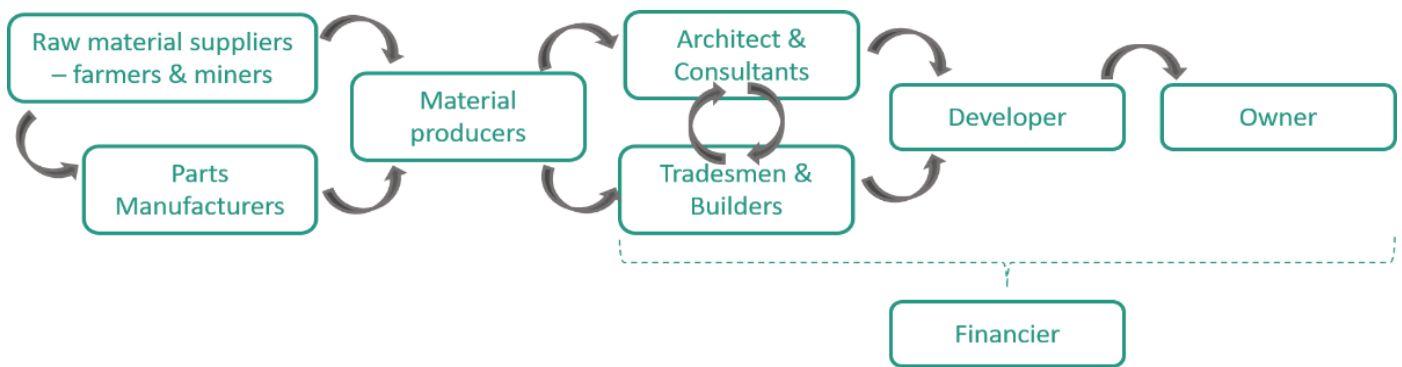 Raw material suppliers
– farmers & miners
Parts
Manufacturers
Material
producers
Architect &
Consultants
Tradesmen &
Builders
Developer
Owner
Financier